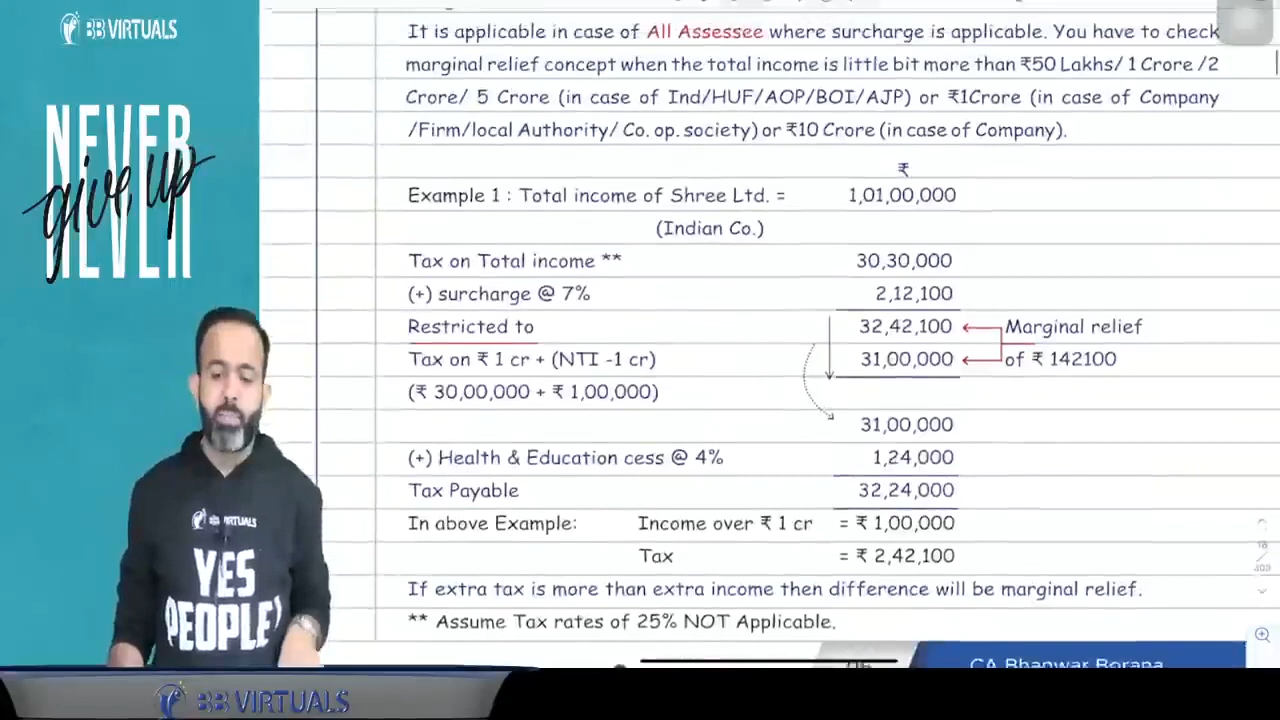 BB VIRTUALS
NEVER
give up
NEVER
It is applicable in case of All Assessee where surcharge is applicable. You have to check
marginal relief concept when the total income is little bit more than ₹50 Lakhs/ 1 Crore /2
Crore/ 5 Crore (in case of Ind/HUF/AOP/BOI/AJP) or ₹1Crore (in case of Company
/Firm/local Authority/ Co. op. society) or ₹10 Crore (in case of Company).
₹
Example 1 : Total income of Shree Ltd. = 1,01,00,000
(Indian Co.)
Tax on Total income ** 30,30,000
(+) surcharge @ 7% 2,12,100
Restricted to 32,42,100 Marginal relief
Tax on ₹ 1 cr + (NTI -1 cr) 31,00,000 of ₹ 142100
(₹ 30,00,000 + ₹ 1,00,000)
31,00,000
(+) Health & Education cess @ 4% 1,24,000
Tax Payable 32,24,000
In above Example: Income over ₹ 1 cr = ₹ 1,00,000
Tax = ₹ 2,42,100
If extra tax is more than extra income then difference will be marginal relief.
** Assume Tax rates of 25% NOT Applicable.
CA Bhanwar Borana
BB VIRTUALS
YES
PEOPLE!
BB VIRTUALS